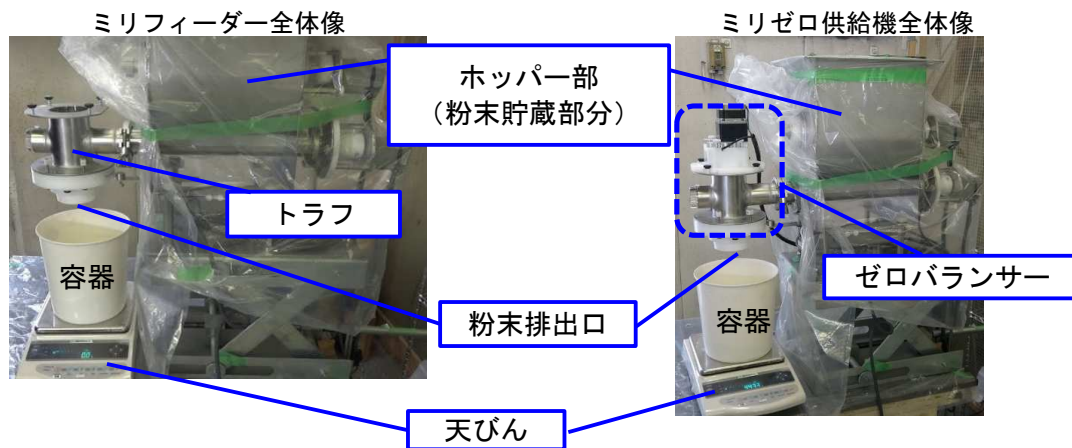 ミリフィーダー全体像
ミリゼロ供給機全体像
ホッパー部
（粉末貯蔵部分）
トラフ
容器
ゼロバランサー
粉末排出口
容器
天びん